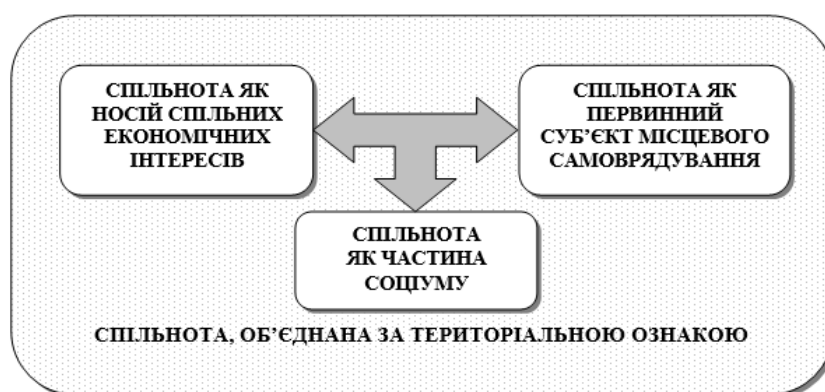 СПІЛЬНОТА ЯК
НОСІЙ СПІЛЬНИХ
ЕКОНОМІЧНИХ
ІНТЕРЕСІВ
СПІЛЬНОТА ЯК
ПЕРВИННИЙ
СУБ’ЄКТ МІСЦЕВОГО
САМОВРЯДУВАННЯ
СПІЛЬНОТА
ЯК ЧАСТИНА
СОЦІУМУ
СПІЛЬНОТА, ОБ’ЄДНАНА ЗА ТЕРИТОРІАЛЬНОЮ ОЗНАКОЮ